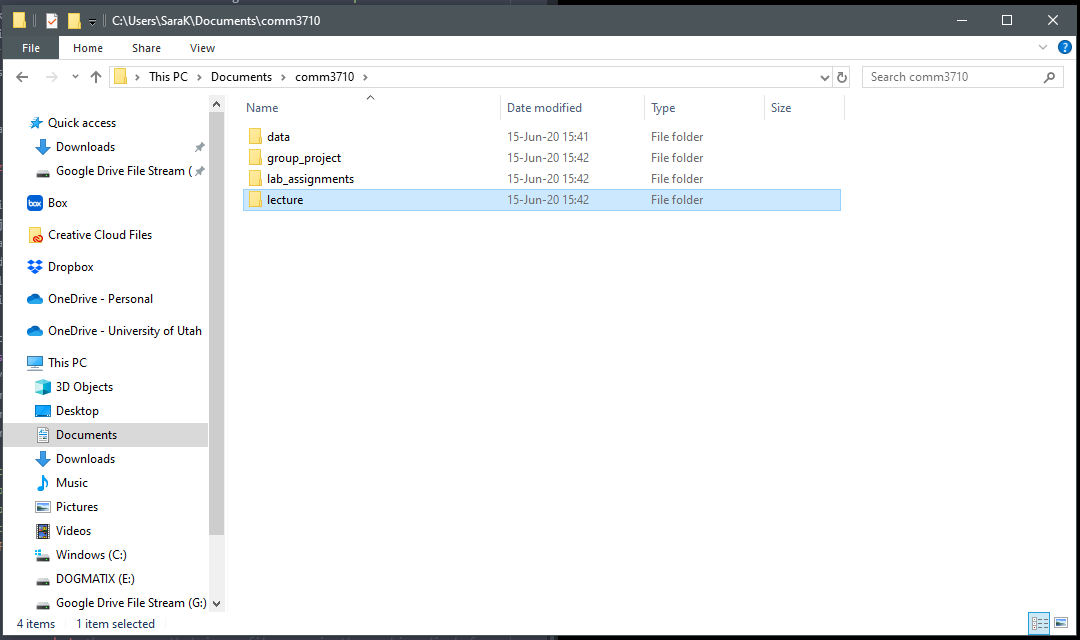 C:\Users\SaraK\Documents\comm3710
File Home Share View
This PC Documents comm3710
Search comm3710
Name Date modified Type Size
Quick access
Downloads
Google Drive File Stream (
Box
Creative Cloud Files
Dropbox
OneDrive - Personal
OneDrive - University of Utah
This PC
3D Objects
Desktop
Documents
Downloads
Music
Pictures
Videos
Windows (C:)
DOGMATIX (E:)
Google Drive File Stream (G:)
data 15-Jun-20 15:41 File folder
group_project 15-Jun-20 15:42 File folder
lab_assignments 15-Jun-20 15:42 File folder
lecture 15-Jun-20 15:42 File folder
4 items 1 item selected